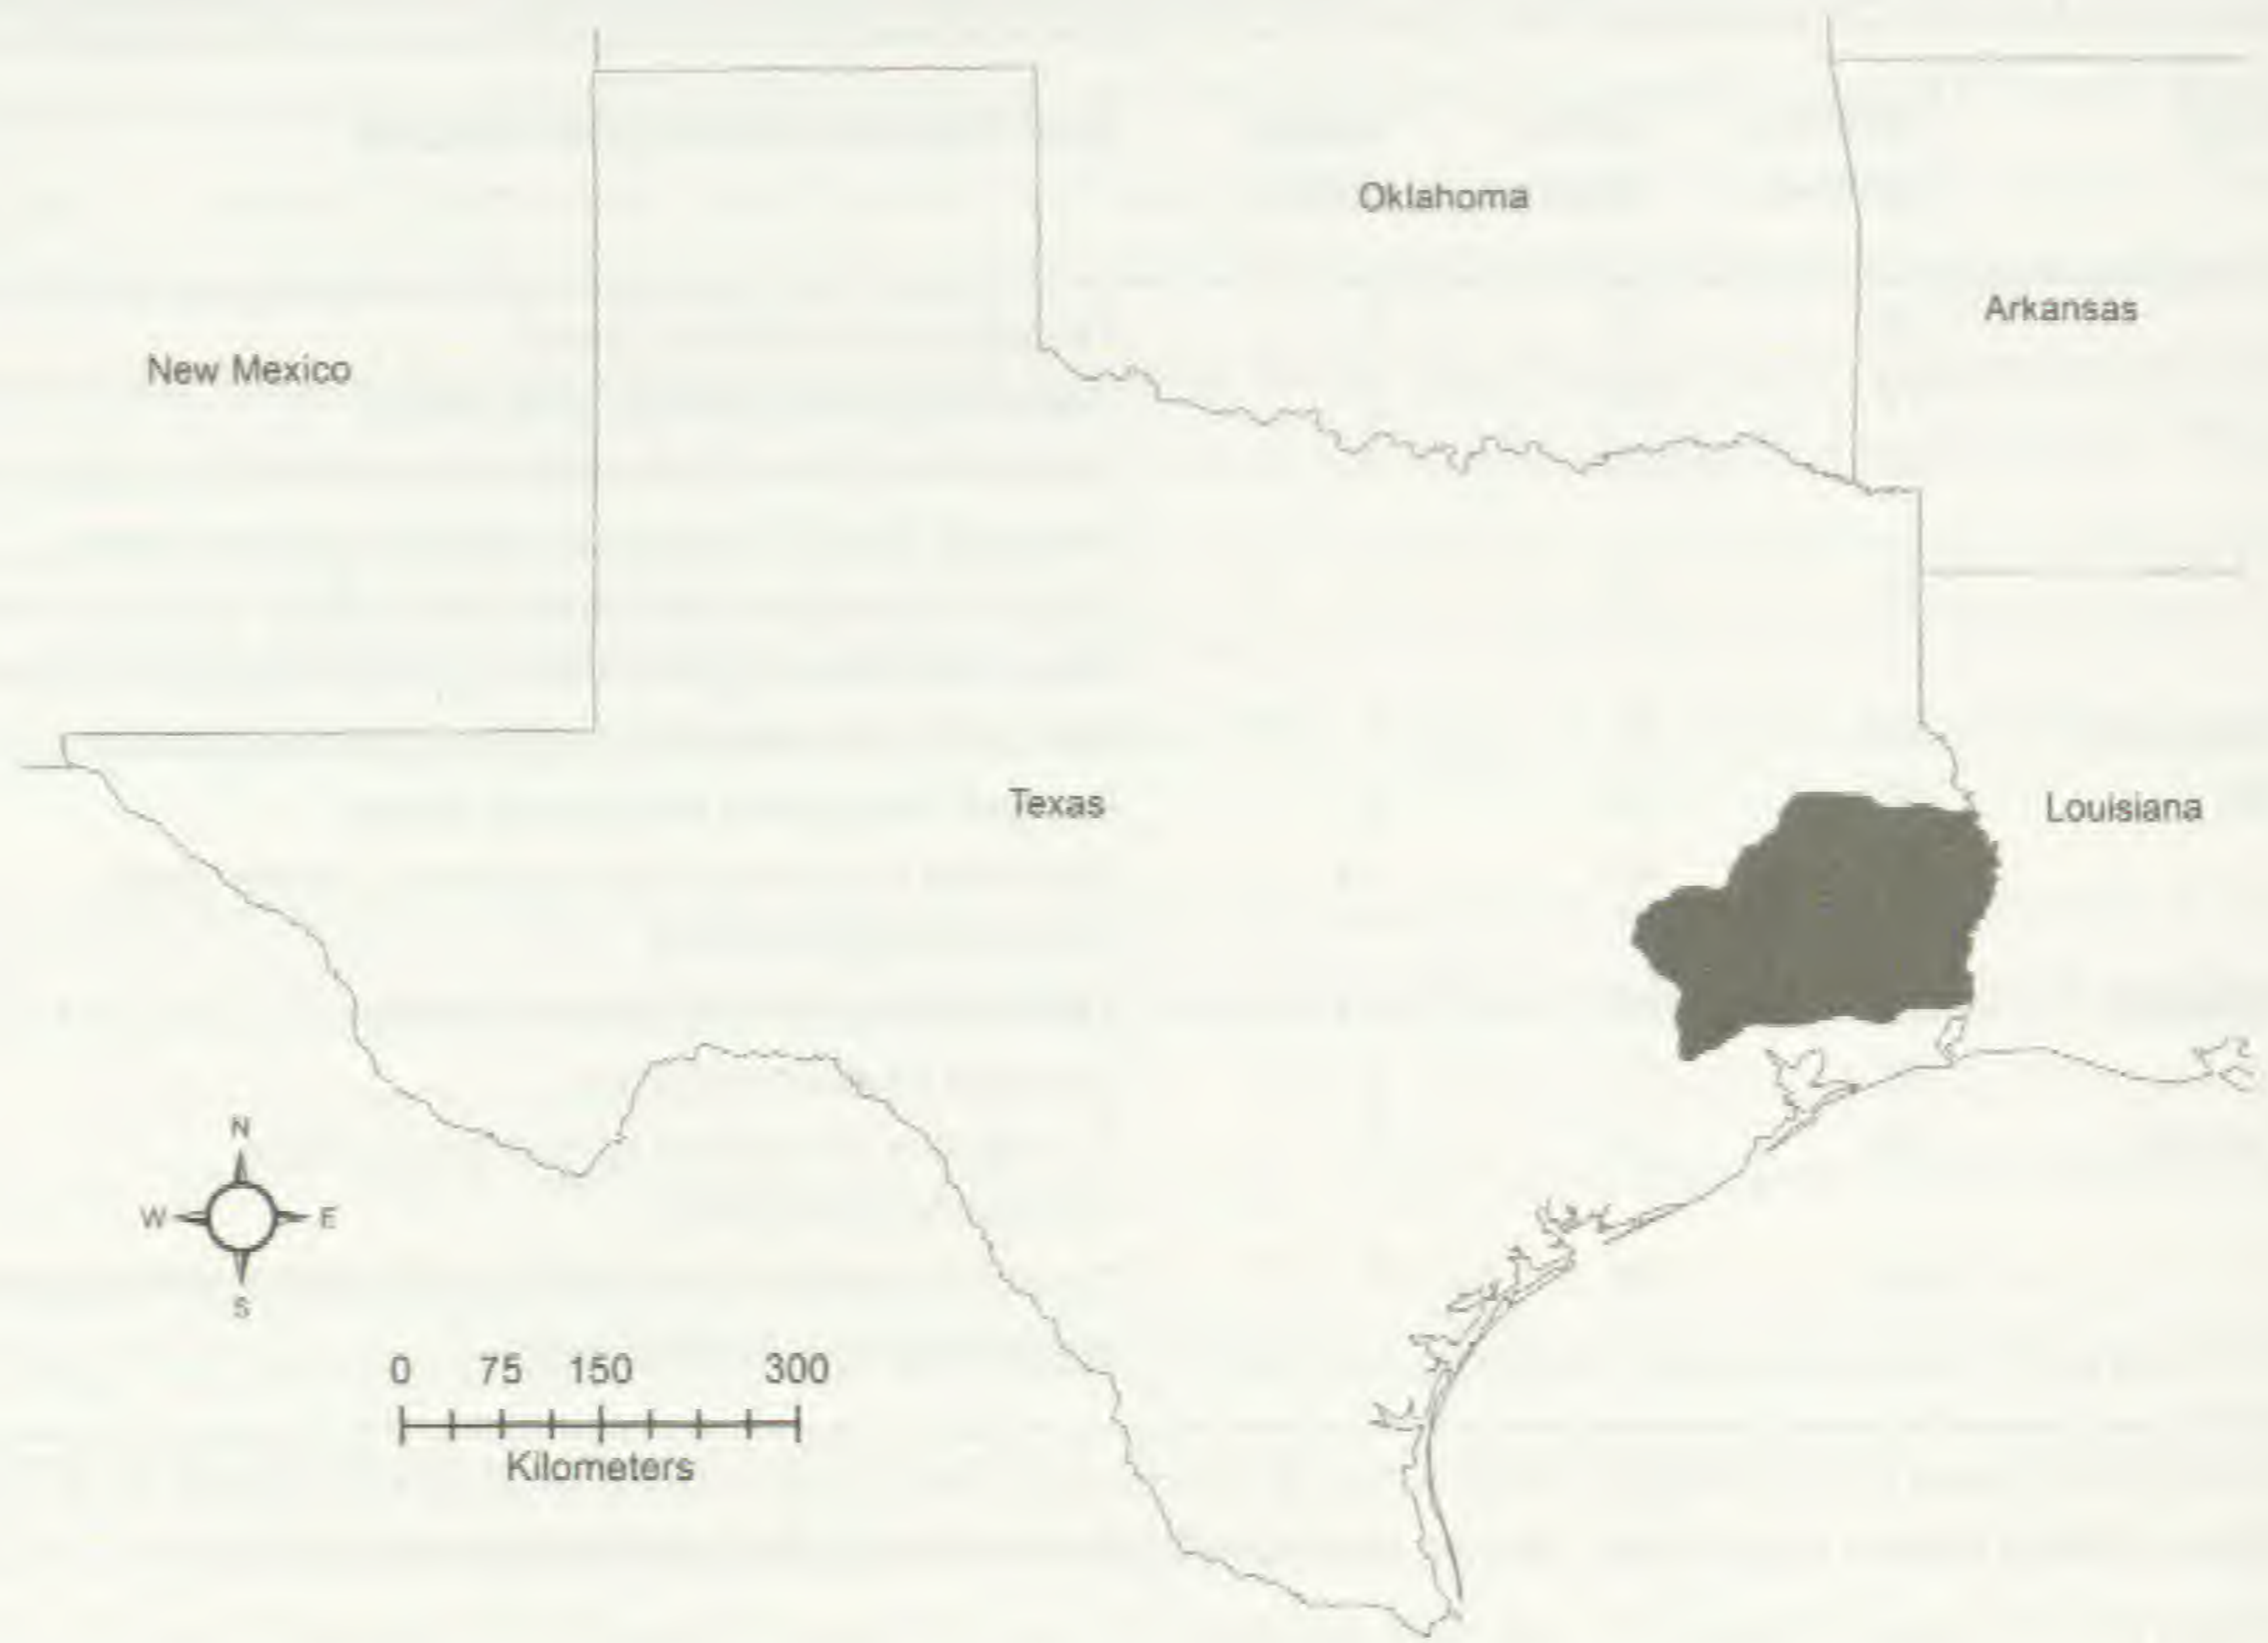 Oklahoma
Arkansas
New Mexico
Texas
Louisiana
N
W E
S
0 75 150 300
Kilometers